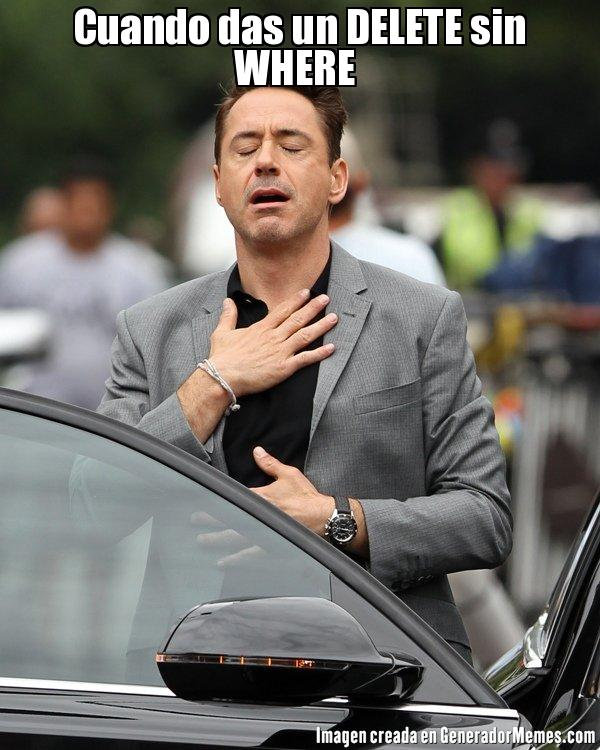 Cuando das un DELETE sin
WHERE
Imagen creada en GeneradorMemes.com